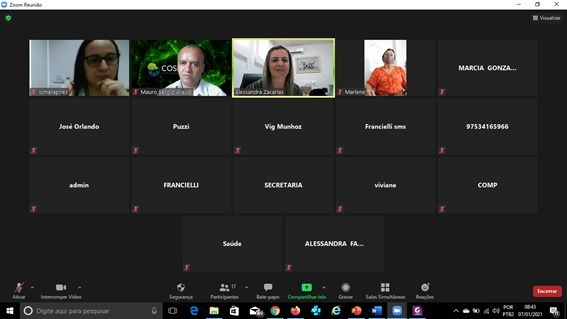 Zoom Reunião
Visualizar
COS
iomarapires
Mauro Sergio Araujo
Alessandra Zacarias
Marlene
MARCIA GONZA...
José Orlando
Puzzi
Vig Munhoz
Francielli sms
97534165966
admin
FRANCIELLI
SECRETARIA
viviane
COMP
Saúde
ALESSANDRA FA...
Ativar
Interromper Vídeo
Segurança
Participantes
17
Bate-papo
Compartilhar tela
Gravar
Salas Simultâneas
Reações
Encerrar
Digite aqui para pesquisar
POR
PTB2
08:43
07/01/2021